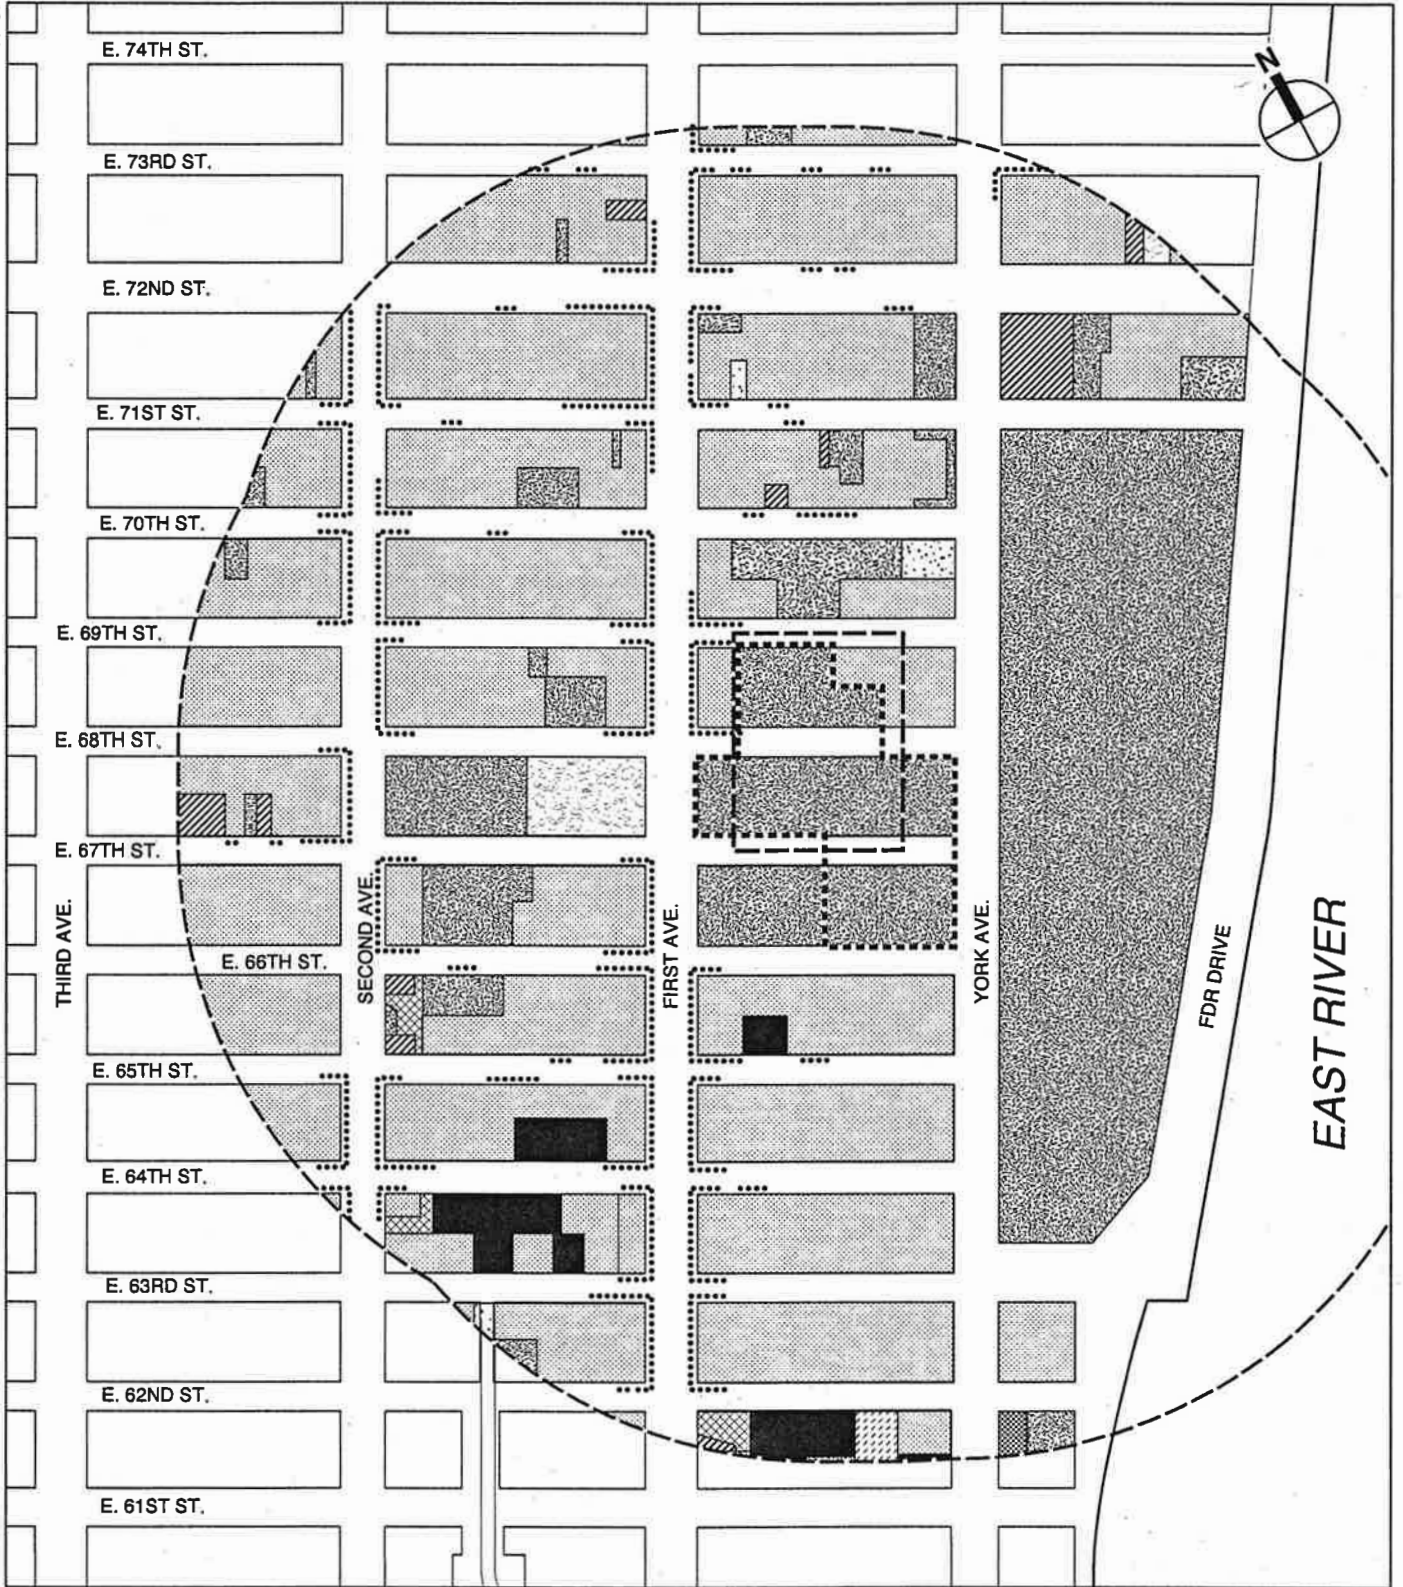 E. 74TH ST.
N
E. 73RD ST.
E. 72ND ST.
E. 71ST ST.
E. 70TH ST.
E. 69TH ST.
E. 68TH ST.
E. 67TH ST.
THIRD AVE.
SECOND AVE.
FIRST AVE.
YORK AVE.
FDR DRIVE
EAST RIVER
E. 66TH ST.
E. 65TH ST.
E. 64TH ST.
E. 63RD ST.
E. 62ND ST.
E. 61ST ST.